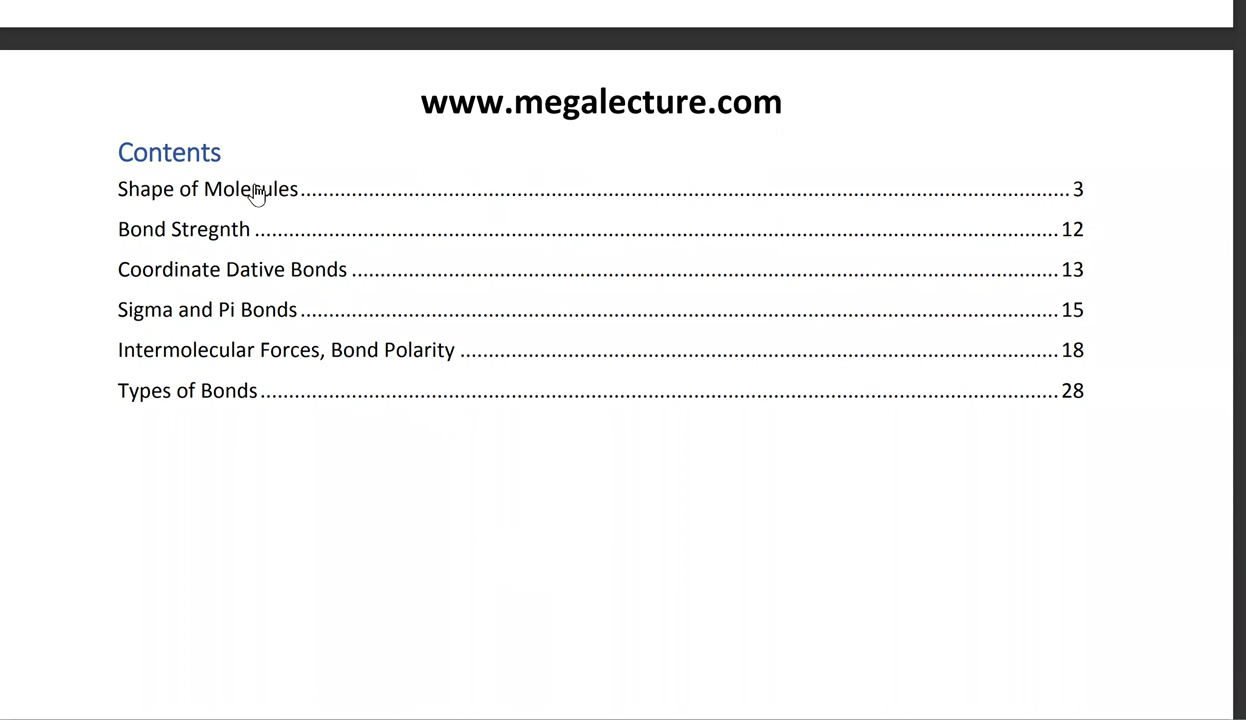 www.megalecture.com
Contents
Shape of Molecules........................................................................................................................................3
Bond Stregnth ........................................................................................................................................12
Coordinate Dative Bonds ........................................................................................................................................13
Sigma and Pi Bonds........................................................................................................................................15
Intermolecular Forces, Bond Polarity ........................................................................................................................................18
Types of Bonds........................................................................................................................................28